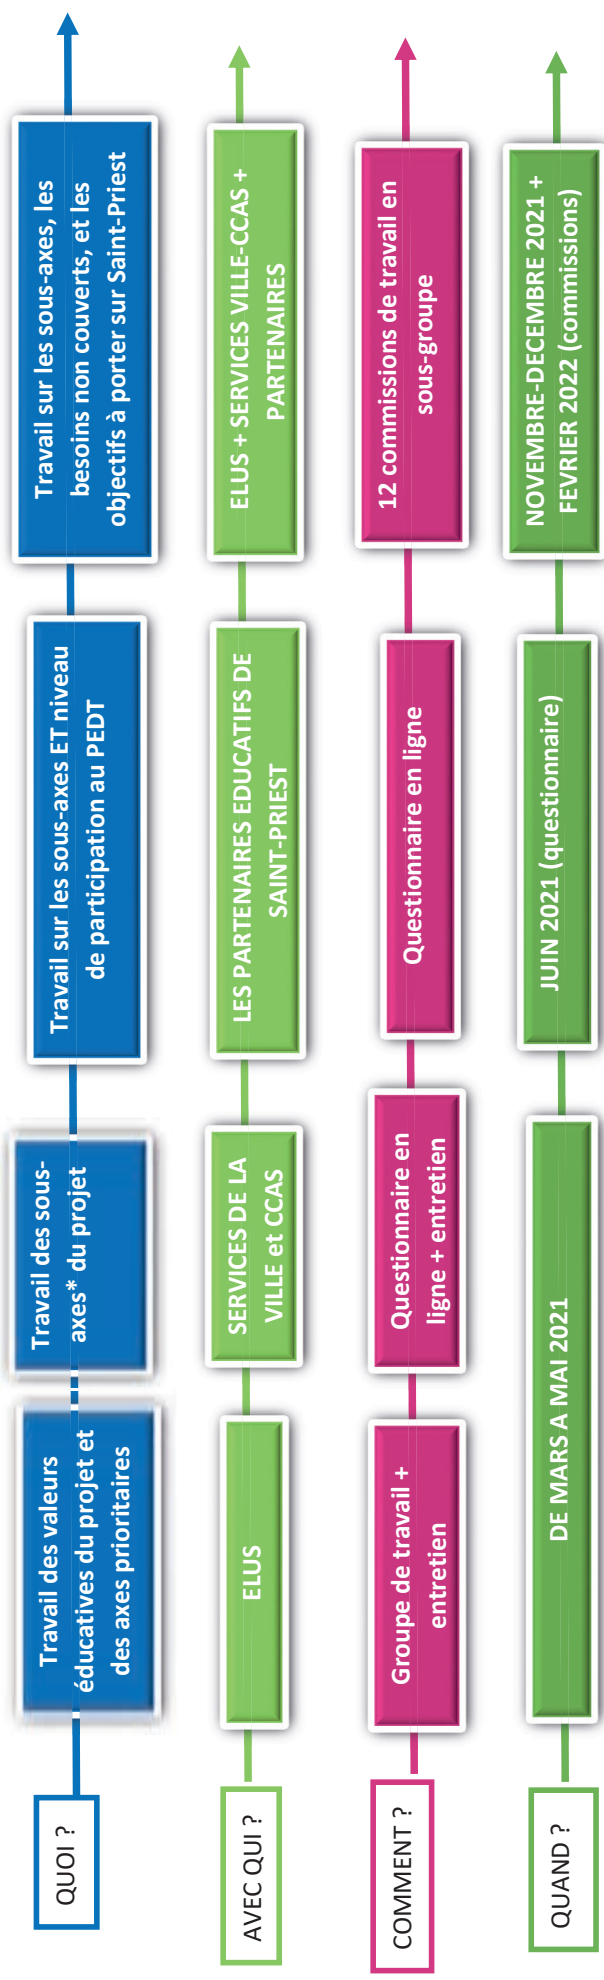 QUOI ?
Travail des valeurs
éducatives du projet et
des axes prioritaires
Travail des sous-
axes* du projet
Travail sur les sous-axes ET niveau
de participation au PEDT
Travail sur les sous-axes, les
besoins non couverts, et les
objectifs à porter sur Saint-Priest
AVEC QUI ?
ELUS
SERVICES DE LA
VILLE et CCAS
LES PARTENAIRES EDUCATIFS DE
SAINT-PRIEST
ELUS + SERVICES VILLE-CCAS +
PARTENAIRES
COMMENT ?
Groupe de travail +
entretien
Questionnaire en
ligne + entretien
Questionnaire en ligne
12 commissions de travail en
sous-groupe
QUAND ?
DE MARS A MAI 2021
JUIN 2021 (questionnaire)
NOVEMBRE-DECEMBRE 2021 +
FEVRIER 2022 (commissions)